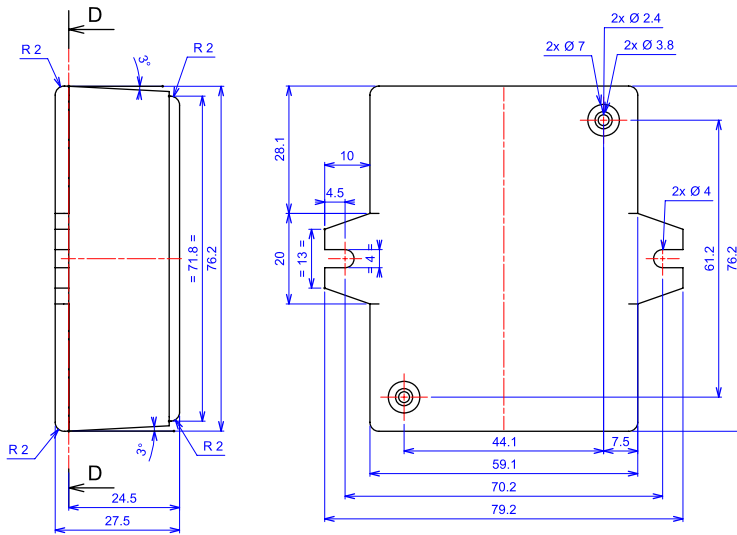 D
R 2
R 2
3°
= 71.8 =
76.2
R 2
3°
R 2
D
24.5
27.5
2x Ø 2.4
2x Ø 7
2x Ø 3.8
28.1
10
4.5
2x Ø 4
20
= 13 =
= 4 =
61.2
76.2
44.1
7.5
59.1
70.2
79.2